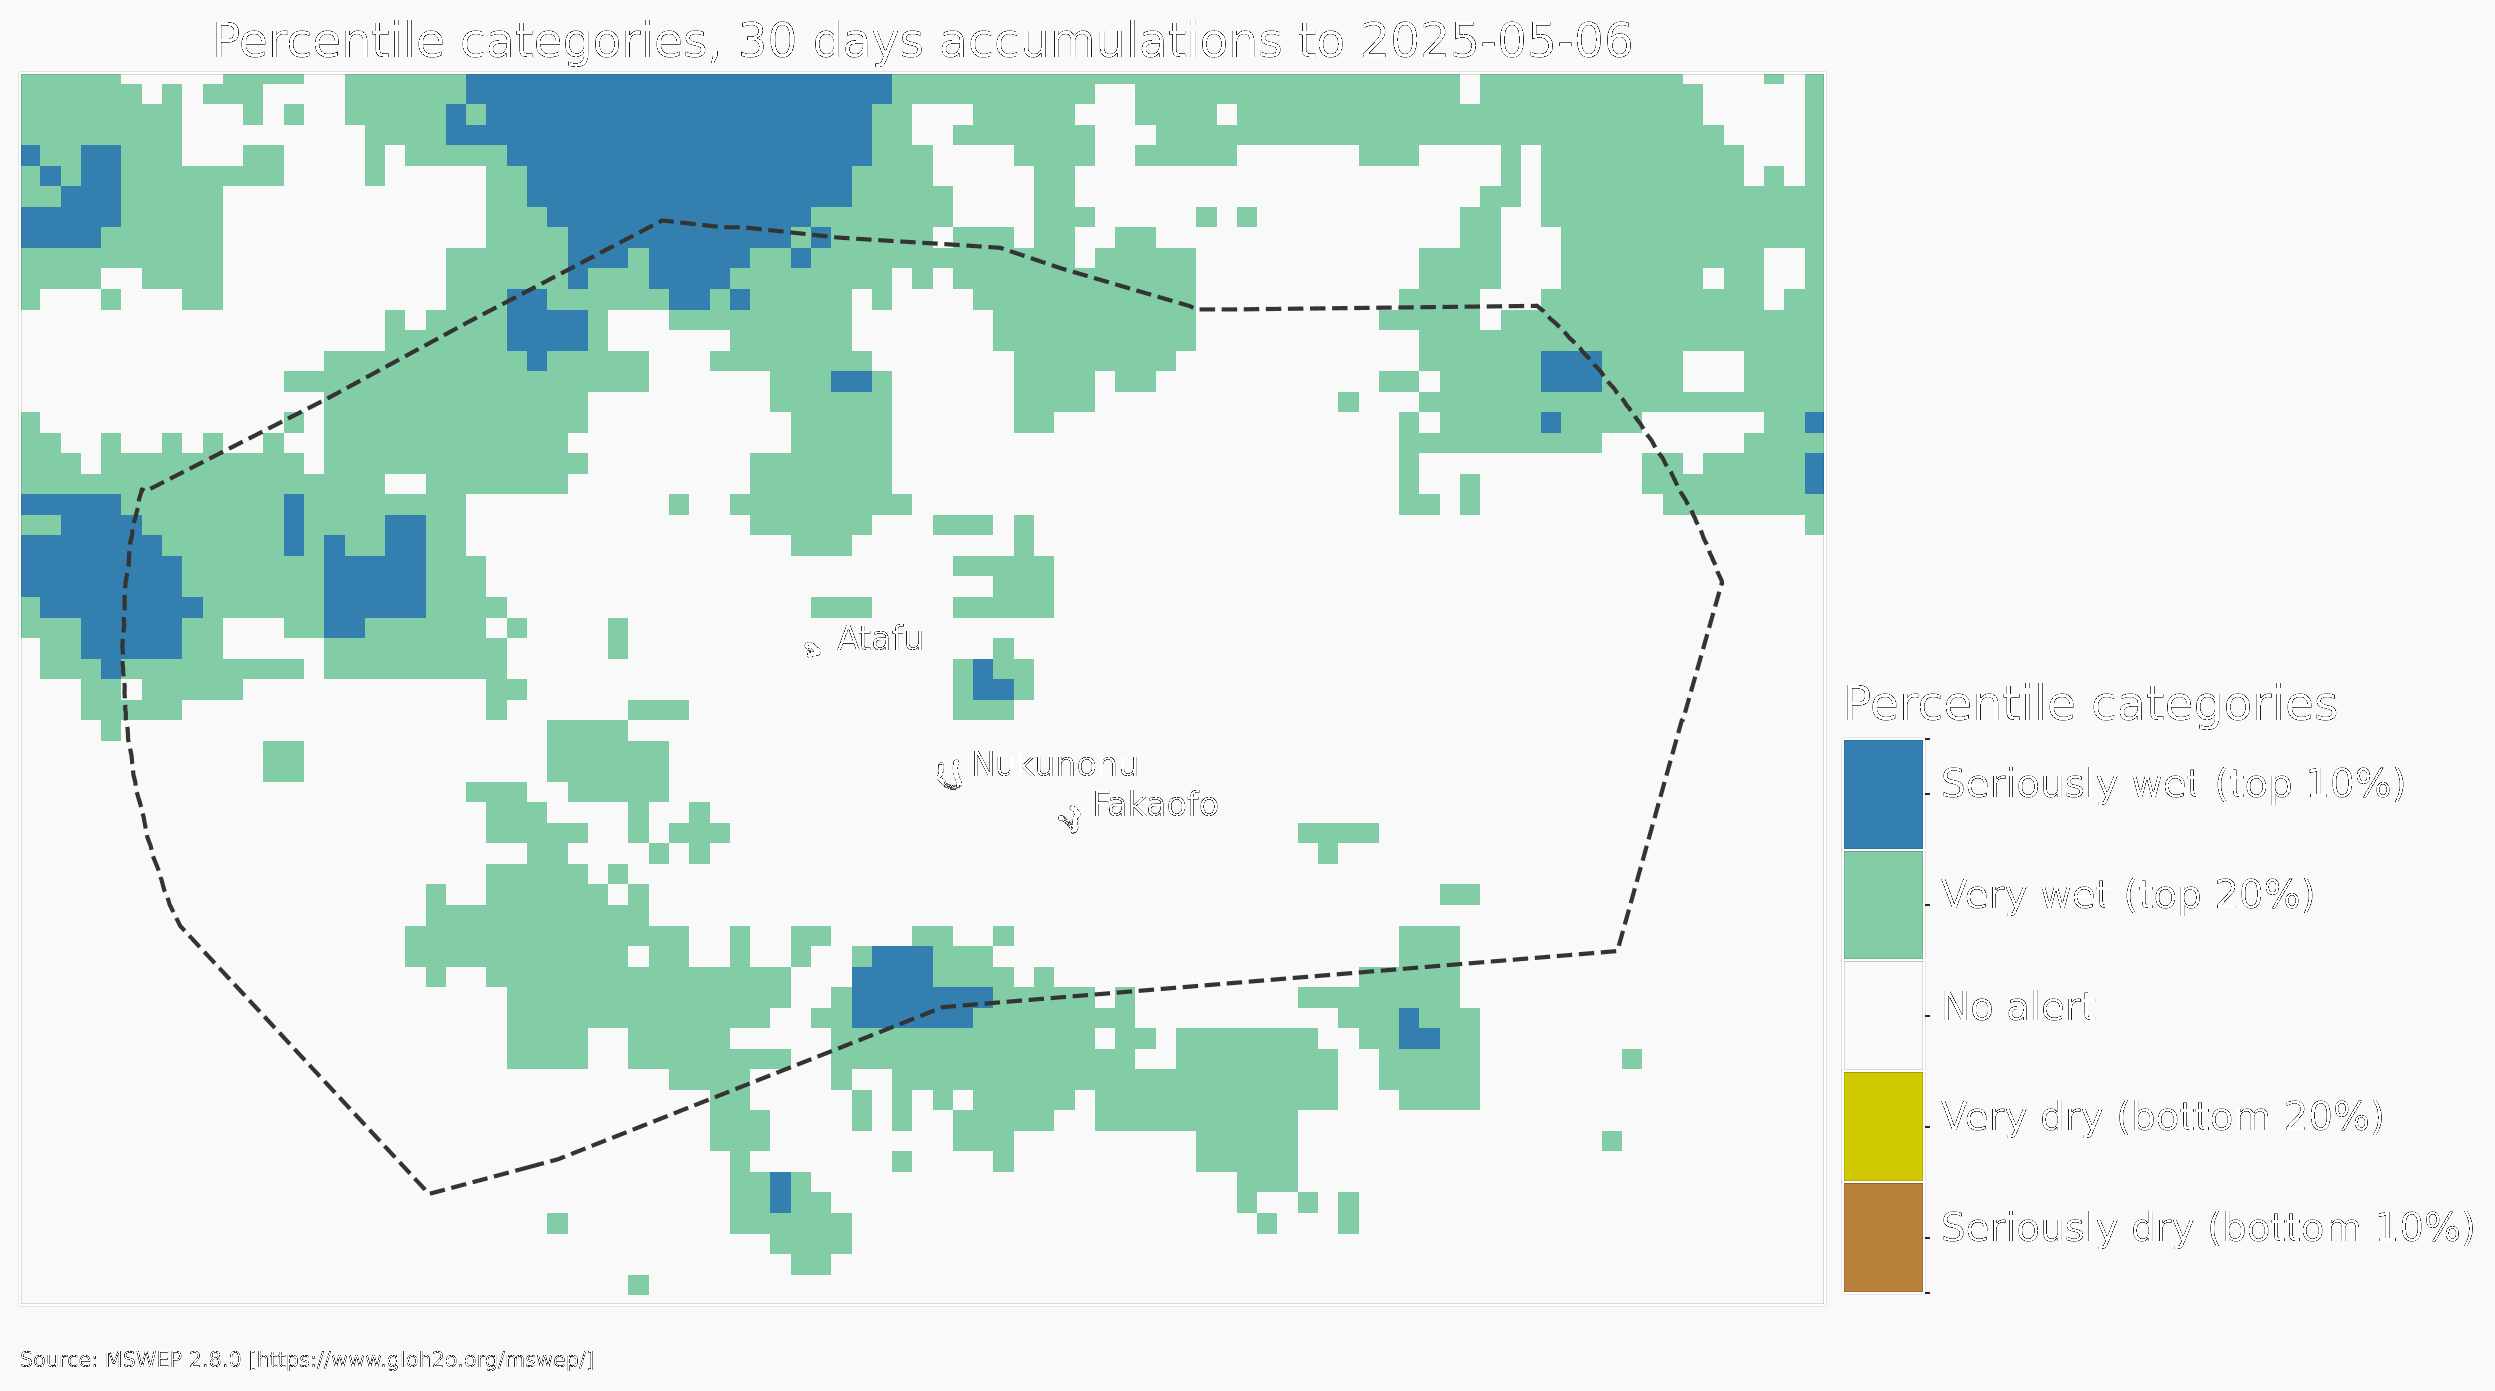 Percentile categories, 30 days accumulations to 2025-05-06
Atafu
Nukunonu
Fakaofo
Percentile categories
Seriously wet (top 10%)
Very wet (top 20%)
No alert
Very dry (bottom 20%)
Seriously dry (bottom 10%)
Source: MSWEP 2.8.0 [https://www.gloh2o.org/mswep/]